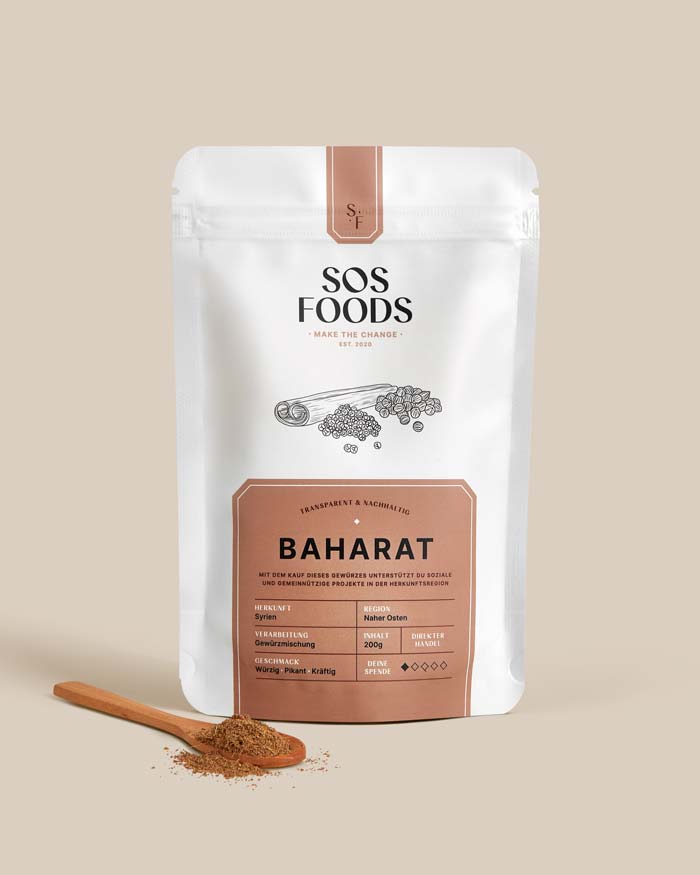 S
F
SOS
FOODS
· MAKE THE CHANGE ·
EST. 2020
TRANSPARENT & NACHHALTIG
BAHARAT
MIT DEM KAUF DIESES GEWÜRZES UNTERSTÜTZT DU SOZIALE
UND GEMEINNÜTZIGE PROJEKTE IN DER HERKUNFTSREGION
HERKUNFT
Syrien
REGION
Naher Osten
VERARBEITUNG
Gewürzmischung
INHALT
200g
DIREKTER
HANDEL
GESCHMACK
Würzig · Pikant · Kräftig
DEINE
SPENDE